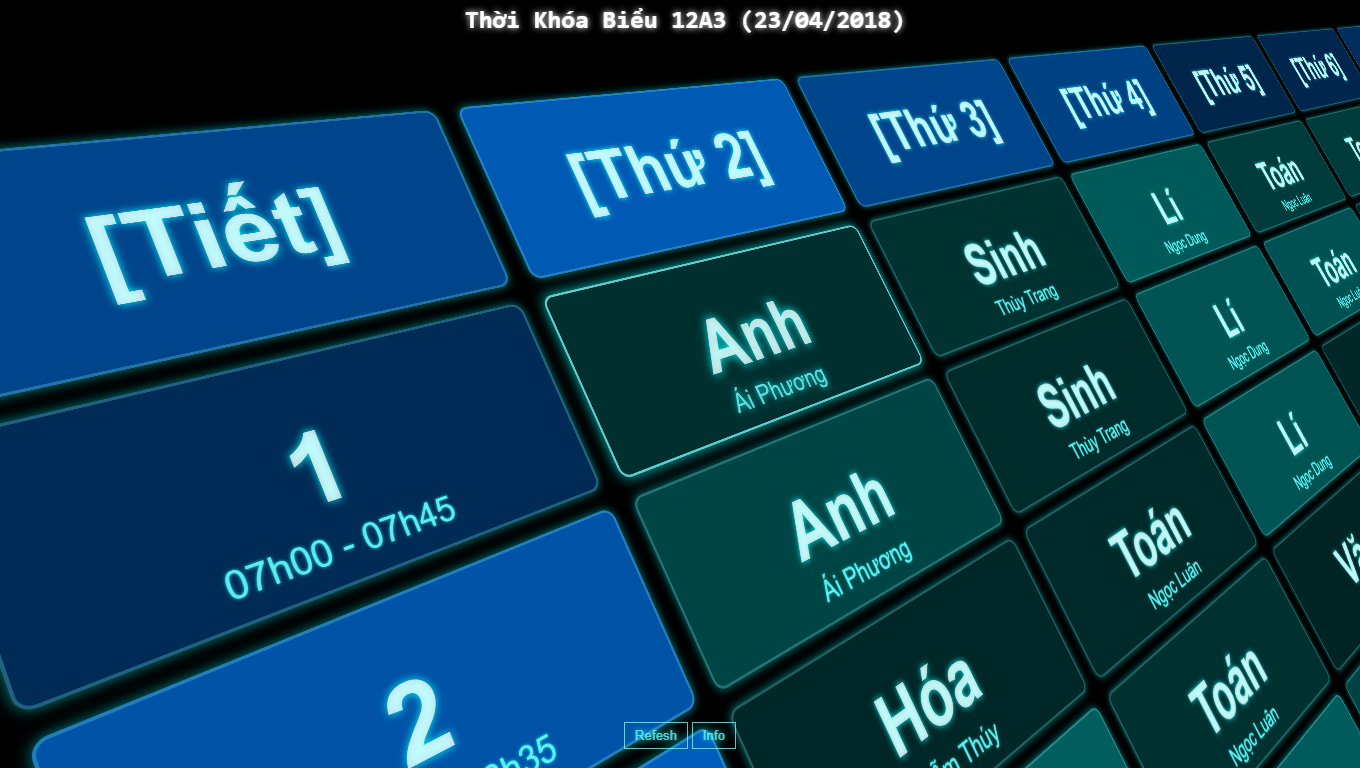 Thời Khóa Biểu 12A3 (23/04/2018)
[Tiết] [Thứ 2] [Thứ 3] [Thứ 4] [Thứ 5] [Thứ 6]
1
07h00 - 07h45
Anh
Ái Phương
Sinh
Thùy Trang
Lí
Ngọc Dung
Toán
Ngọc Luân
2
Anh
Ái Phương
Sinh
Thùy Trang
Lí
Ngọc Dung
Toán
Hóa
Thúy
Toán
Ngọc Luân
Lí
Ngọc Dung
Toán
Ngọc Luân
Refesh Info